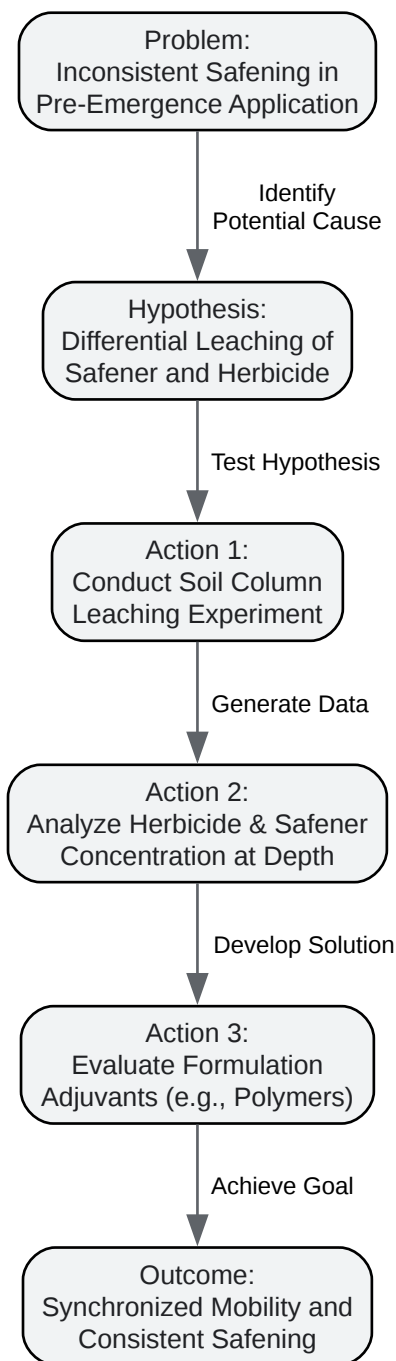 Problem:
Inconsistent Safening in
Pre-Emergence Application
Identify
Potential Cause
Hypothesis:
Differential Leaching of
Safener and Herbicide
Test Hypothesis
Action 1:
Conduct Soil Column
Leaching Experiment
Generate Data
Action 2:
Analyze Herbicide & Safener
Concentration at Depth
Develop Solution
Action 3:
Evaluate Formulation
Adjuvants (e.g., Polymers)
Achieve Goal
Outcome:
Synchronized Mobility and
Consistent Safening